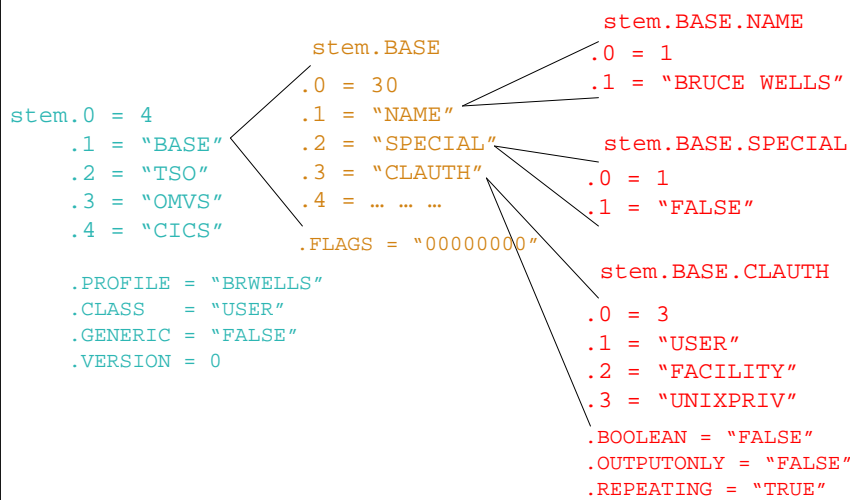 stem.0 = 4
.1 = “BASE”
.2 = “TSO”
.3 = “OMVS”
.4 = “CICS”
.PROFILE = “BRWELLS”
.CLASS   = “USER”
.GENERIC = “FALSE”
.VERSION = 0
stem.BASE
.0 = 30
.1 = “NAME”
.2 = “SPECIAL”
.3 = “CLAUTH”
.4 = … … …
.FLAGS = “00000000”
stem.BASE.NAME
.0 = 1
.1 = “BRUCE WELLS”
stem.BASE.SPECIAL
.0 = 1
.1 = “FALSE”
stem.BASE.CLAUTH
.0 = 3
.1 = “USER”
.2 = “FACILITY”
.3 = “UNIXPRIV”
.BOOLEAN = “FALSE”
.OUTPUTONLY = “FALSE”
.REPEATING = “TRUE”